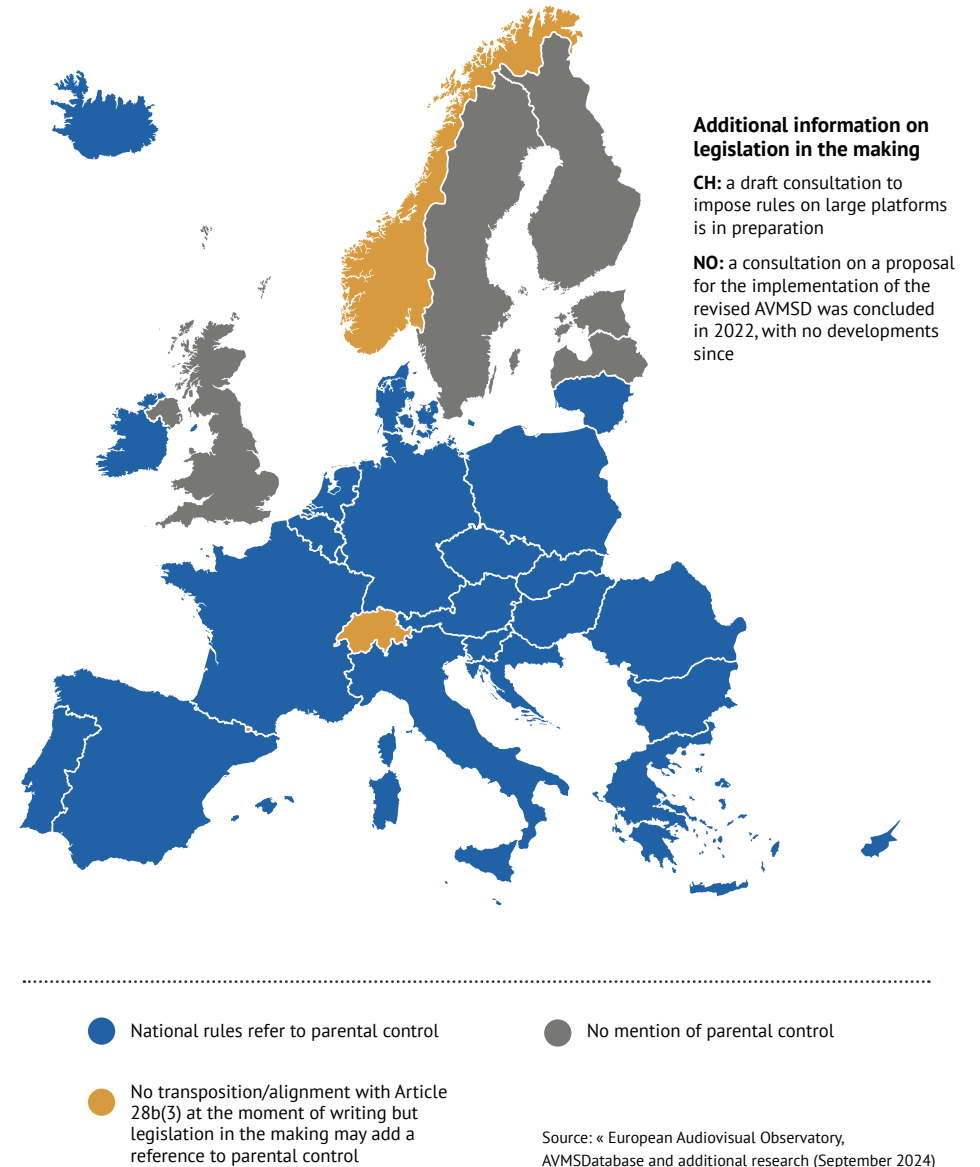 Additional information on
legislation in the making
CH: a draft consultation to
impose rules on large platforms
is in preparation
NO: a consultation on a proposal
for the implementation of the
revised AVMSD was concluded
in 2022, with no developments
since
National rules refer to parental control
No mention of parental control
No transposition/alignment with Article
28b(3) at the moment of writing but
legislation in the making may add a
reference to parental control
Source: « European Audiovisual Observatory,
AVMSDatabase and additional research (September 2024)